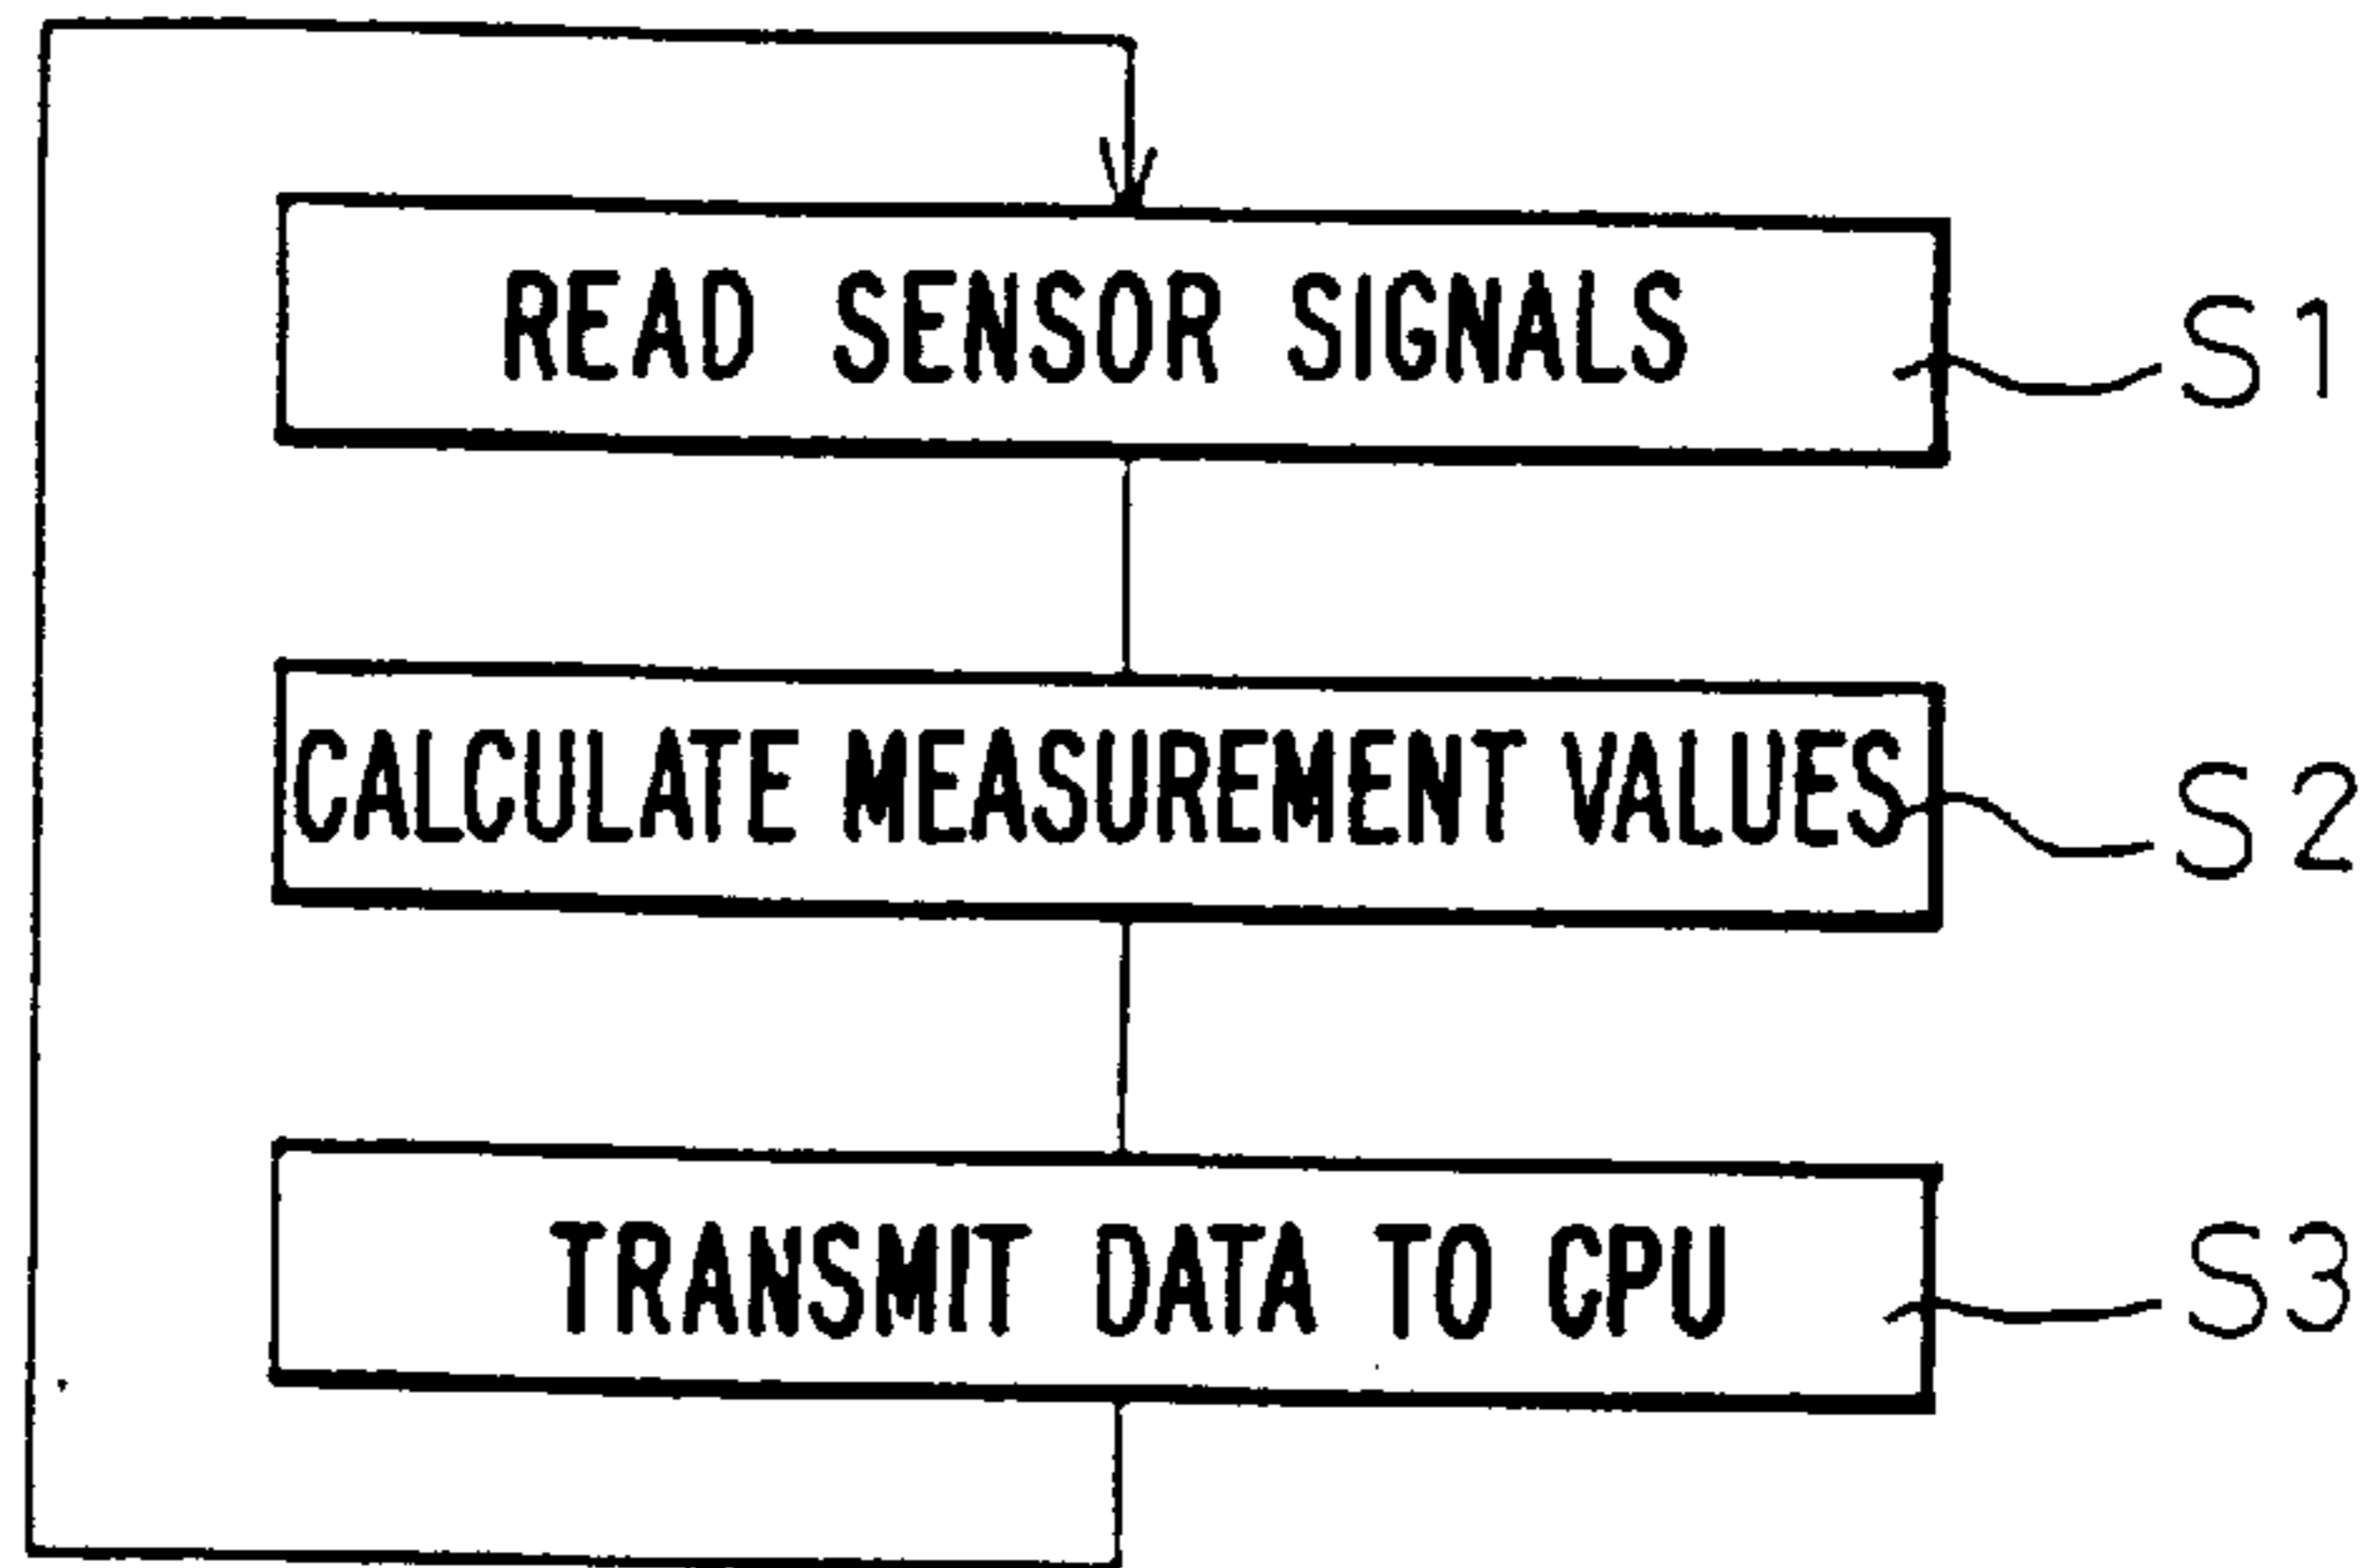 READ SENSOR SIGNALS
S1
CALCULATE MEASUREMENT VALUES
S2
TRANSMIT DATA TO CPU
S3